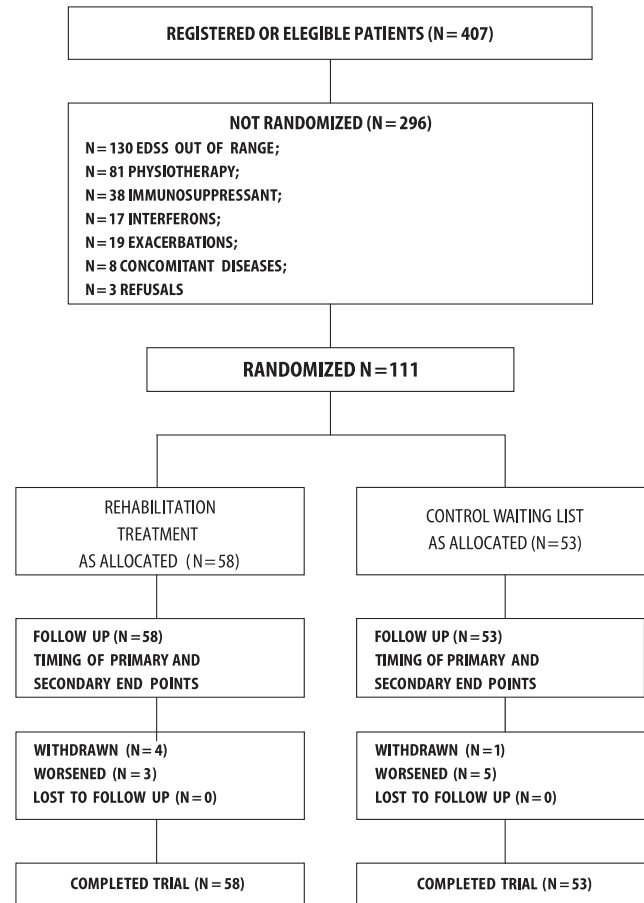 REGISTERED OR ELEGIBLE PATIENTS (N = 407)
NOT RANDOMIZED (N = 296)
N = 130 EDSS OUT OF RANGE;
N = 81 PHYSIOTHERAPY;
N = 38 IMMUNOSUPPRESSANT;
N = 17 INTERFERONS;
N = 19 EXACERBATIONS;
N = 8 CONCOMITANT DISEASES;
N = 3 REFUSALS
RANDOMIZED N = 111
REHABILITATION
TREATMENT
AS ALLOCATED (N = 58)
CONTROL WAITING LIST
AS ALLOCATED (N = 53)
FOLLOW UP (N = 58)
TIMING OF PRIMARY AND
SECONDARY END POINTS
FOLLOW UP (N = 53)
TIMING OF PRIMARY AND
SECONDARY END POINTS
WITHDRAWN (N = 4)
WORSENED (N = 3)
LOST TO FOLLOW UP (N = 0)
WITHDRAWN (N = 1)
WORSENED (N = 5)
LOST TO FOLLOW UP (N = 0)
COMPLETED TRIAL (N = 58)
COMPLETED TRIAL (N = 53)